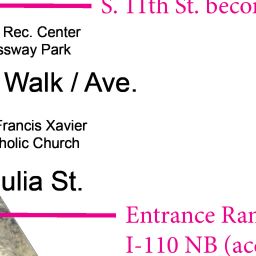 S. 11th St. becom
Rec. Center
ssway Park
Walk / Ave.
Francis Xavier
holic Church
ulia St.
Entrance Ran
I-110 NB (acc